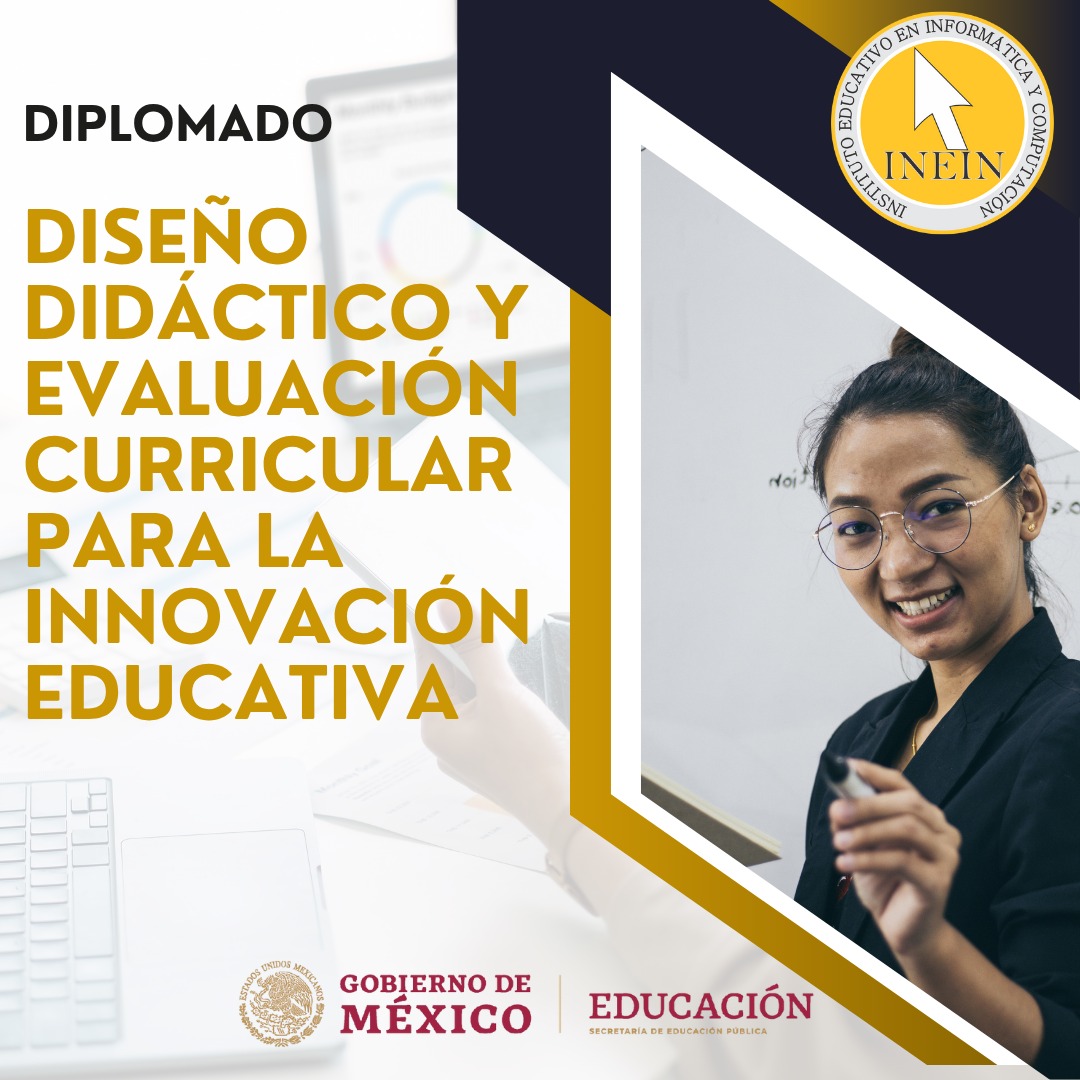 DIPLOMADO
DISEÑO
DIDÁCTICO Y
EVALUACIÓN
CURRICULAR
PARA LA
INNOVACIÓN
EDUCATIVA
INSTITUTO EDUCATIVO EN INFORMÁTICA Y COMPUTACIÓN
INEIN
ESTADOS UNIDOS MEXICANOS
GOBIERNO DE
MÉXICO
EDUCACIÓN
SECRETARÍA DE EDUCACIÓN PÚBLICA